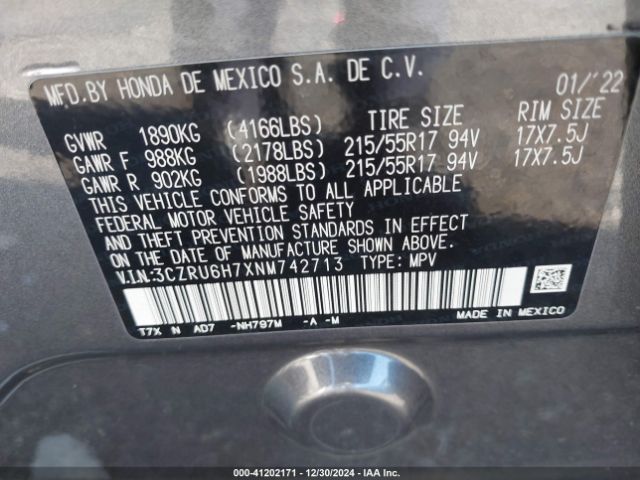 MFD. BY HONDA DE MEXICO S.A. DE C.V. 01/'22
GVWR 1890KG (4166LBS) TIRE SIZE RIM SIZE
GAWR F 988KG (2178LBS) 215/55R17 94V 17X7.5J
GAWR R 902KG (1988LBS) 215/55R17 94V 17X7.5J
THIS VEHICLE CONFORMS TO ALL APPLICABLE
FEDERAL MOTOR VEHICLE SAFETY
AND THEFT PREVENTION STANDARDS IN EFFECT
ON THE DATE OF MANUFACTURE SHOWN ABOVE.
V.I.N:3CZRU6H7XNM742713 TYPE: MPV
T7X N AD7 -NH797M -A -M
MADE IN MEXICO
000-41202171 - 12/30/2024 - IAA Inc.